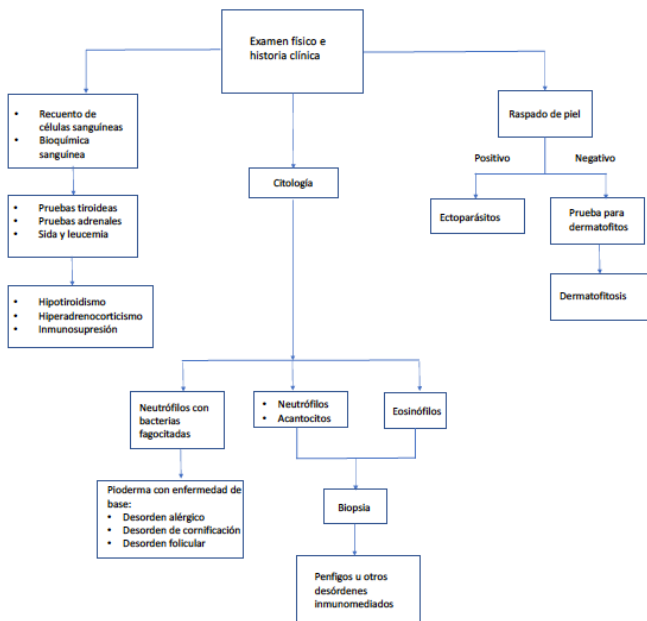 Examen físico e
historia clínica
• Recuento de
células sanguíneas
• Bioquímica
sanguínea
Raspado de piel
Positivo
Negativo
Citología
• Pruebas tiroideas
• Pruebas adrenales
• Sida y leucemia
Ectoparásitos
Prueba para
dermatofitos
• Hipotiroidismo
• Hiperadrenocorticismo
• Inmunosupresión
Dermatofitosis
Neutrófilos con
bacterias
fagocitadas
• Neutrófilos
• Acantocitos
Eosinófilos
Pioderma con enfermedad de
base:
• Desorden alérgico
• Desorden de cornificación
• Desorden folicular
Biopsia
Penfigos u otros
desórdenes
inmunomediados